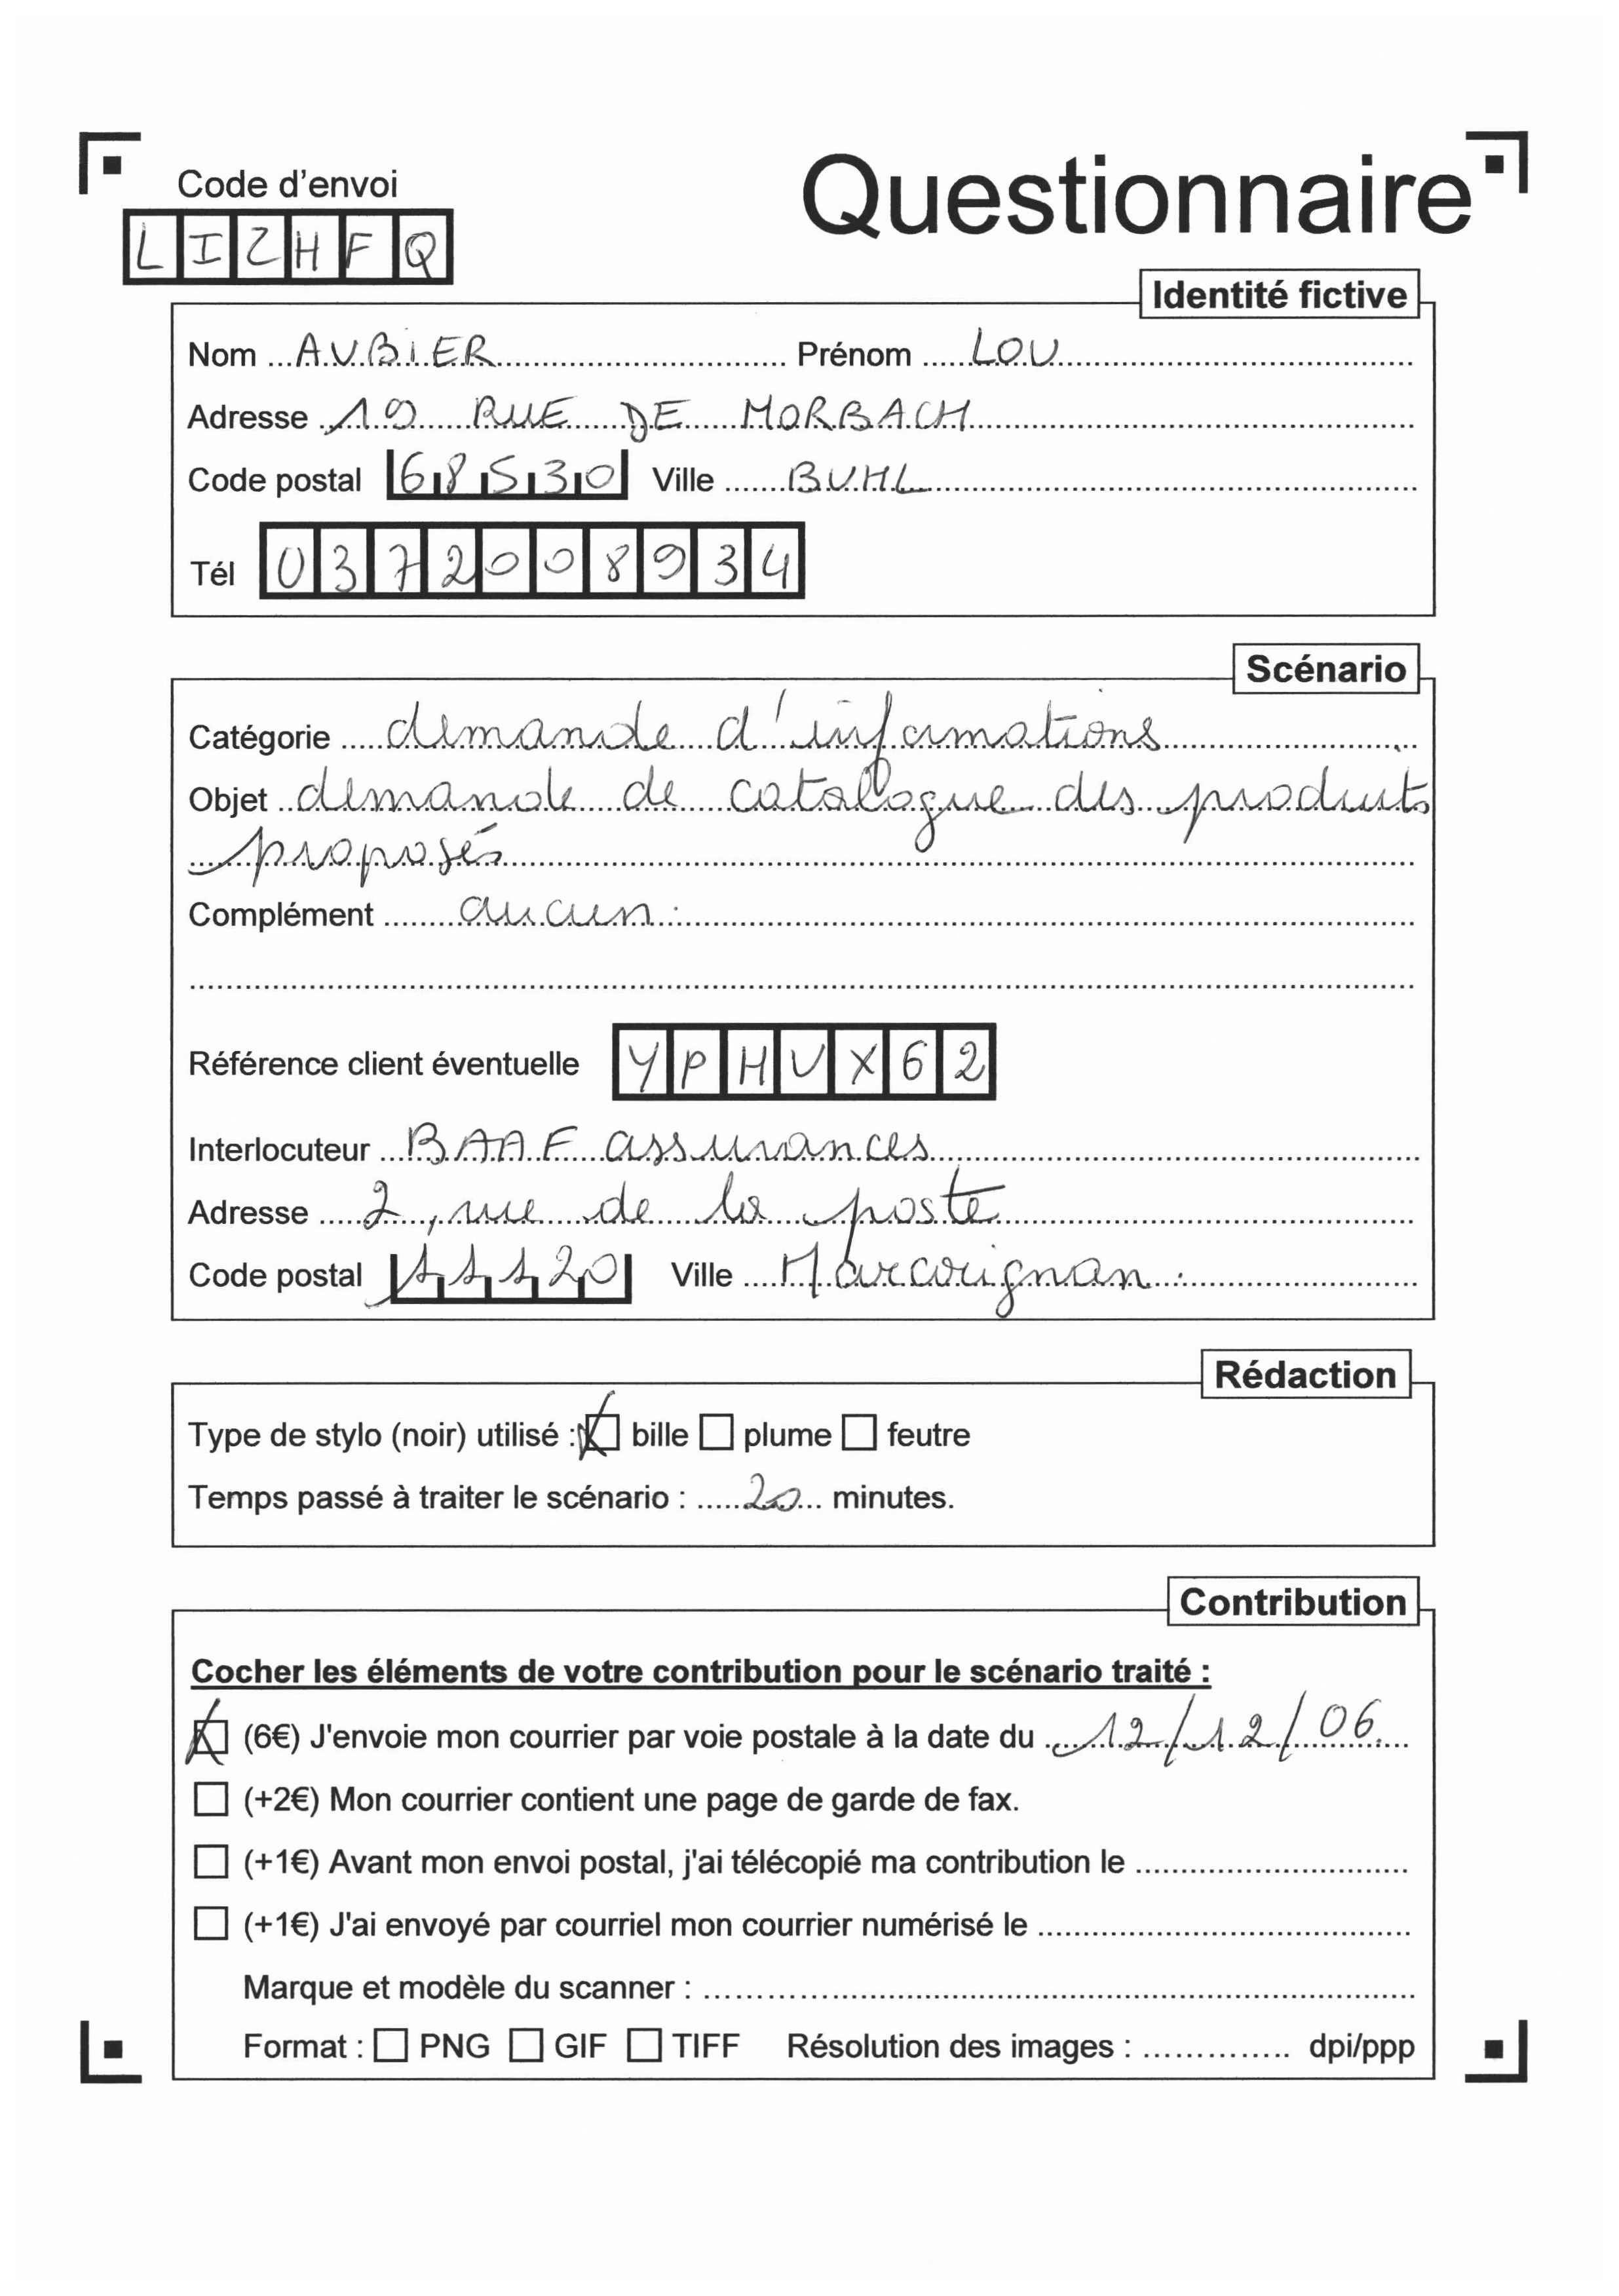 Code d'envoi
Questionnaire
LIZHFQ
Identité fictive
Nom AUBIER Prénom LOU
Adresse 19 RUE DE MORBACH
Code postal 68530 Ville BUHL
Tél 0372008934
Scénario
Catégorie demande d'informations
Objet demande de catalogue des produits
proposés
Complément aucun.
Référence client éventuelle YPHUX62
Interlocuteur BAAF assurances
Adresse 2, rue de la poste
Code postal 11120 Ville Marcorignan.
Rédaction
Type de stylo (noir) utilisé : bille plume feutre
Temps passé à traiter le scénario : 20 minutes.
Contribution
Cocher les éléments de votre contribution pour le scénario traité :
(6€) J'envoie mon courrier par voie postale à la date du 12/12/06.
(+2€) Mon courrier contient une page de garde de fax.
(+1€) Avant mon envoi postal, j'ai télécopié ma contribution le
(+1€) J'ai envoyé par courriel mon courrier numérisé le
Marque et modèle du scanner :
Format : PNG GIF TIFF Résolution des images : dpi/ppp